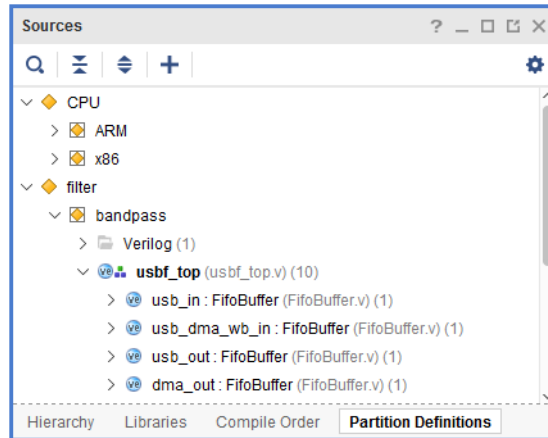 Sources
CPU
ARM
x86
filter
bandpass
Verilog (1)
usbf_top (usbf_top.v) (10)
usb_in : FifoBuffer (FifoBuffer.v) (1)
usb_dma_wb_in : FifoBuffer (FifoBuffer.v) (1)
usb_out : FifoBuffer (FifoBuffer.v) (1)
dma_out : FifoBuffer (FifoBuffer.v) (1)
Hierarchy Libraries Compile Order Partition Definitions